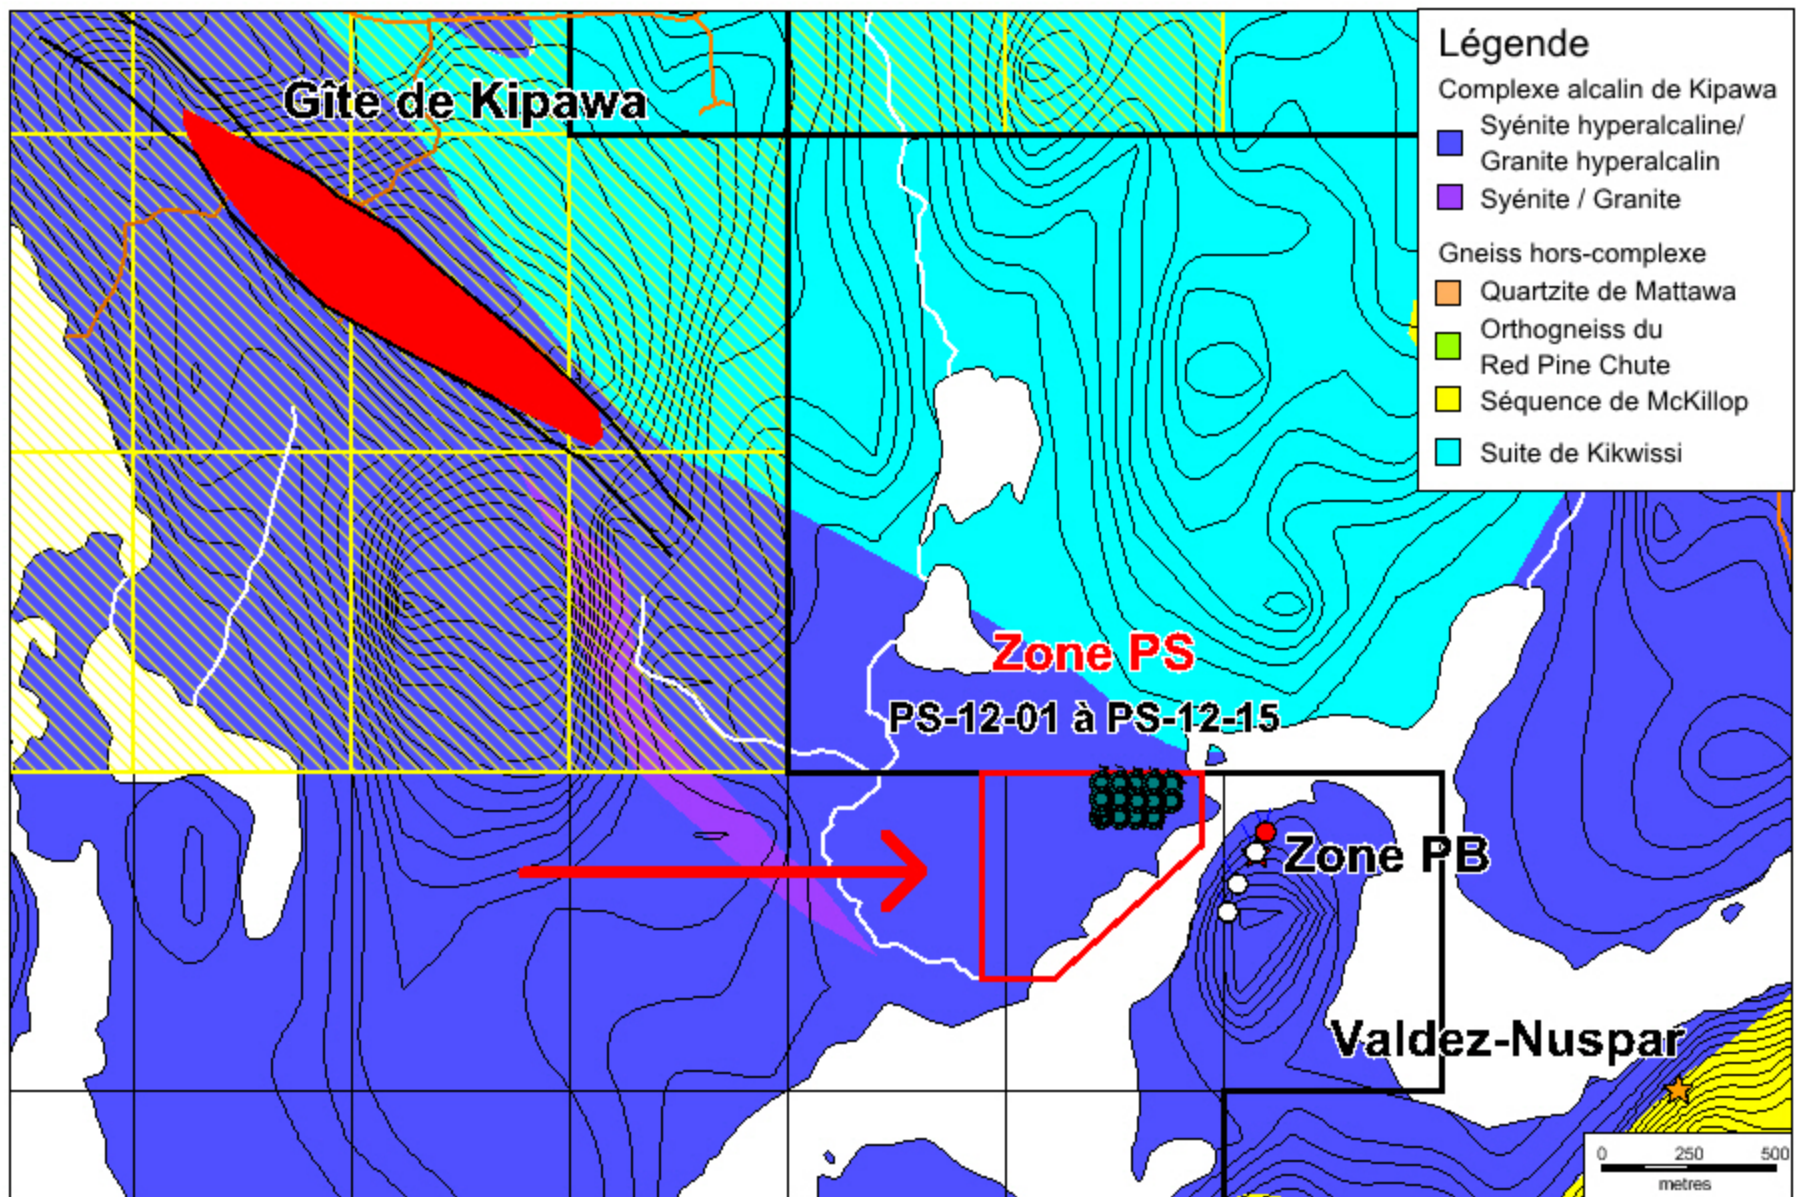 Gîte de Kipawa
Légende
Complexe alcalin de Kipawa
Syénite hyperalcaline/
Granite hyperalcalin
Syénite / Granite
Gneiss hors-complexe
Quartzite de Mattawa
Orthogneiss du
Red Pine Chute
Séquence de McKillop
Suite de Kikwissi
Zone PS
PS-12-01 à PS-12-15
Zone PB
Valdez-Nuspar
0 250 500
metres